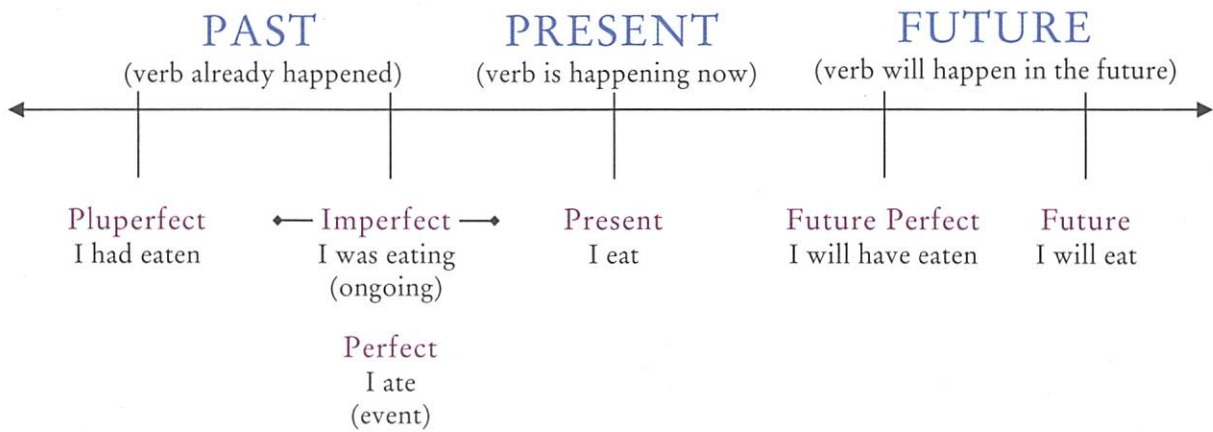 PAST PRESENT FUTURE
(verb already happened) (verb is happening now) (verb will happen in the future)
Pluperfect Imperfect Present Future Perfect Future
I had eaten I was eating I eat I will have eaten I will eat
(ongoing)
Perfect
I ate
(event)